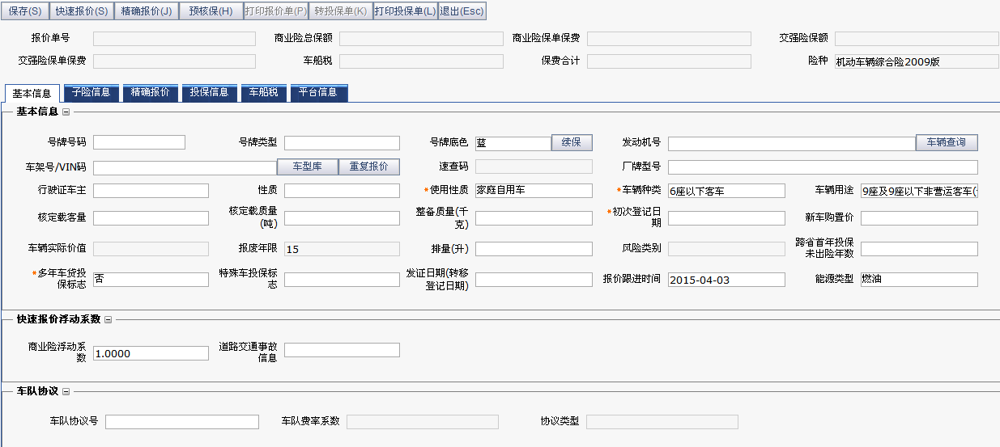 保存(S) 快速报价(S) 精确报价(J) 预核保(H) 打印报价单(P) 转投保单(K) 打印投保单(L) 退出(Esc)
报价单号 商业险总保额 商业险保单保费 交强险保额
交强险保单保费 车船税 保费合计 险种 机动车辆综合险2009版
基本信息 子险信息 精确报价 投保信息 车船税 平台信息
基本信息
号牌号码 号牌类型 号牌底色 蓝 续保 发动机号 车辆查询
车架号/VIN码 车型库 重复报价 速查码 厂牌型号
行驶证车主 性质 *使用性质 家庭自用车 *车辆种类 6座以下客车 车辆用途 9座及9座以下非营运客车(
核定载客量 核定载质量(吨) 整备质量(千克) *初次登记日期 新车购置价
车辆实际价值 报废年限 15 排量(升) 风险类别 跨省首年投保未出险年数
*多年车贷投保标志 否 特殊车投保标志 发证日期(转移登记日期) 报价跟进时间 2015-04-03 能源类型 燃油
快速报价浮动系数
商业险浮动系数 1.0000 道路交通事故信息
车队协议
车队协议号 车队费率系数 协议类型